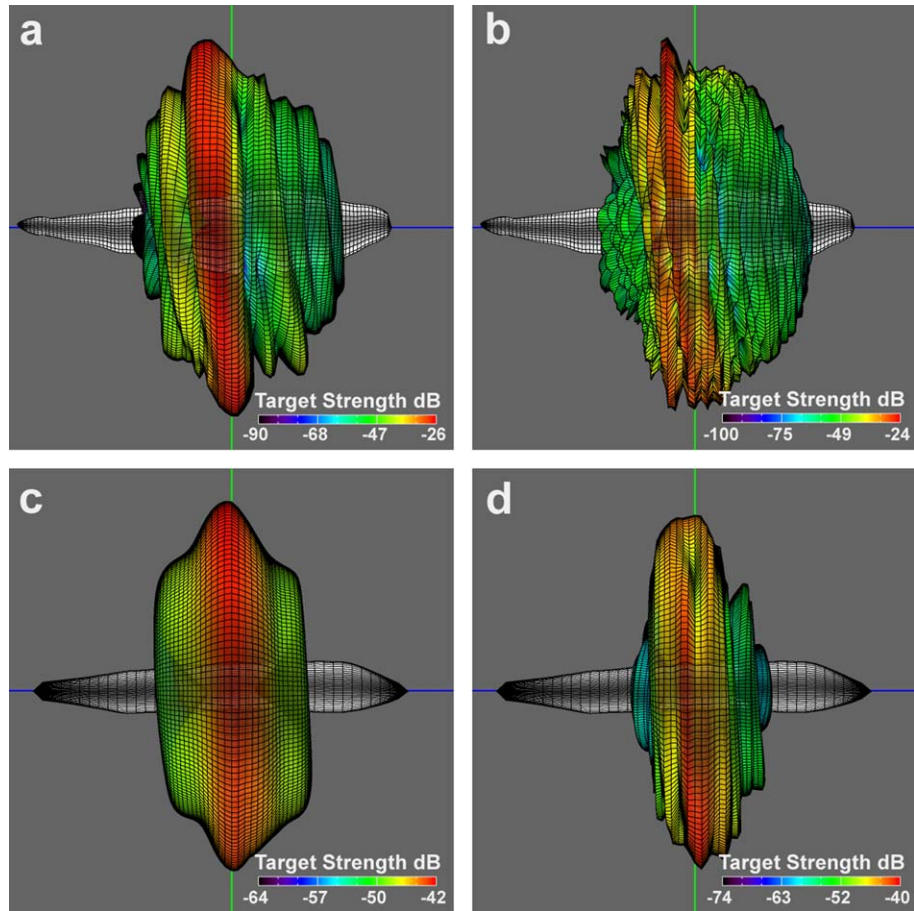 a
Target Strength dB
-90 -68 -47 -26
b
Target Strength dB
-100 -75 -49 -24
c
Target Strength dB
-64 -57 -50 -42
d
Target Strength dB
-74 -63 -52 -40